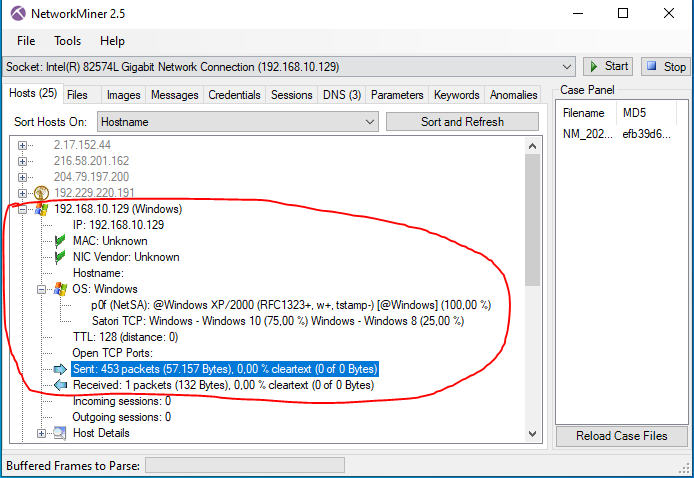 NetworkMiner 2.5
File Tools Help
Socket: Intel(R) 82574L Gigabit Network Connection (192.168.10.129) Start Stop
Hosts (25) Files Images Messages Credentials Sessions DNS (3) Parameters Keywords Anomalies
Case Panel
Sort Hosts On: Hostname Sort and Refresh
Filename MD5
NM_202... efb39d6...
2.17.152.44
216.58.201.162
204.79.197.200
192.229.220.191
192.168.10.129 (Windows)
IP: 192.168.10.129
MAC: Unknown
NIC Vendor: Unknown
Hostname:
OS: Windows
p0f (NetSA): @Windows XP/2000 (RFC1323+, w+, tstamp-) [@Windows] (100,00 %)
Satori TCP: Windows - Windows 10 (75,00 %) Windows - Windows 8 (25,00 %)
TTL: 128 (distance: 0)
Open TCP Ports:
Sent: 453 packets (57.157 Bytes), 0,00 % cleartext (0 of 0 Bytes)
Received: 1 packets (132 Bytes), 0,00 % cleartext (0 of 0 Bytes)
Incoming sessions: 0
Outgoing sessions: 0
Host Details
Reload Case Files
Buffered Frames to Parse: